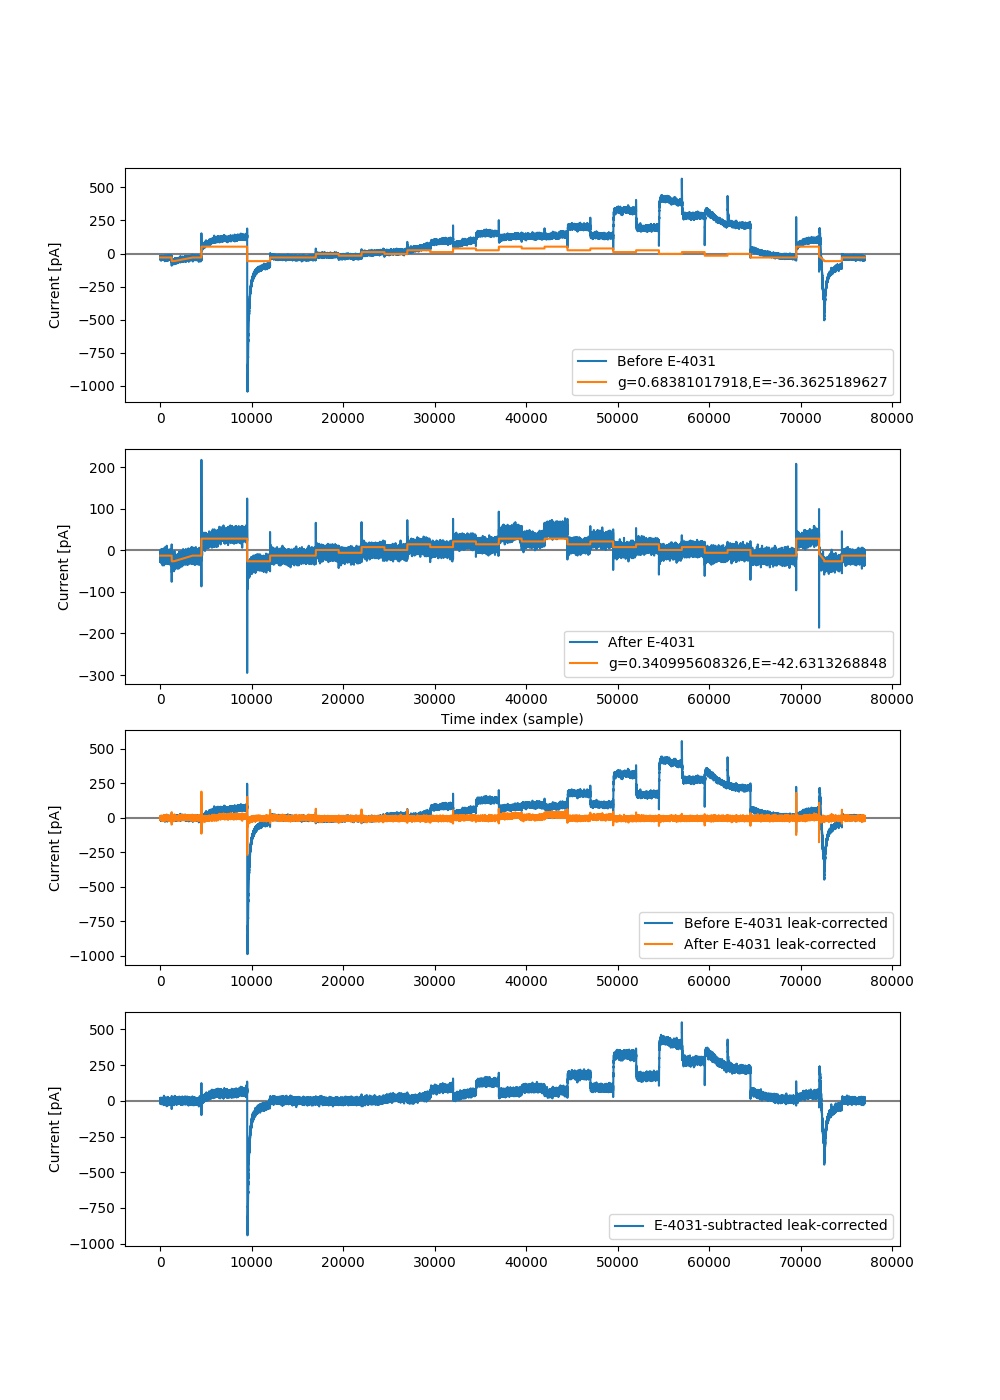 500
250
0
−250
−500
−750
−1000
Current [pA]
Before E-4031
g=0.68381017918,E=-36.3625189627
0 10000 20000 30000 40000 50000 60000 70000 80000
200
100
0
−100
−200
−300
Current [pA]
After E-4031
g=0.340995608326,E=-42.6313268848
0 10000 20000 30000 40000 50000 60000 70000 80000
Time index (sample)
500
250
0
−250
−500
−750
−1000
Current [pA]
Before E-4031 leak-corrected
After E-4031 leak-corrected
0 10000 20000 30000 40000 50000 60000 70000 80000
500
250
0
−250
−500
−750
−1000
Current [pA]
E-4031-subtracted leak-corrected
0 10000 20000 30000 40000 50000 60000 70000 80000